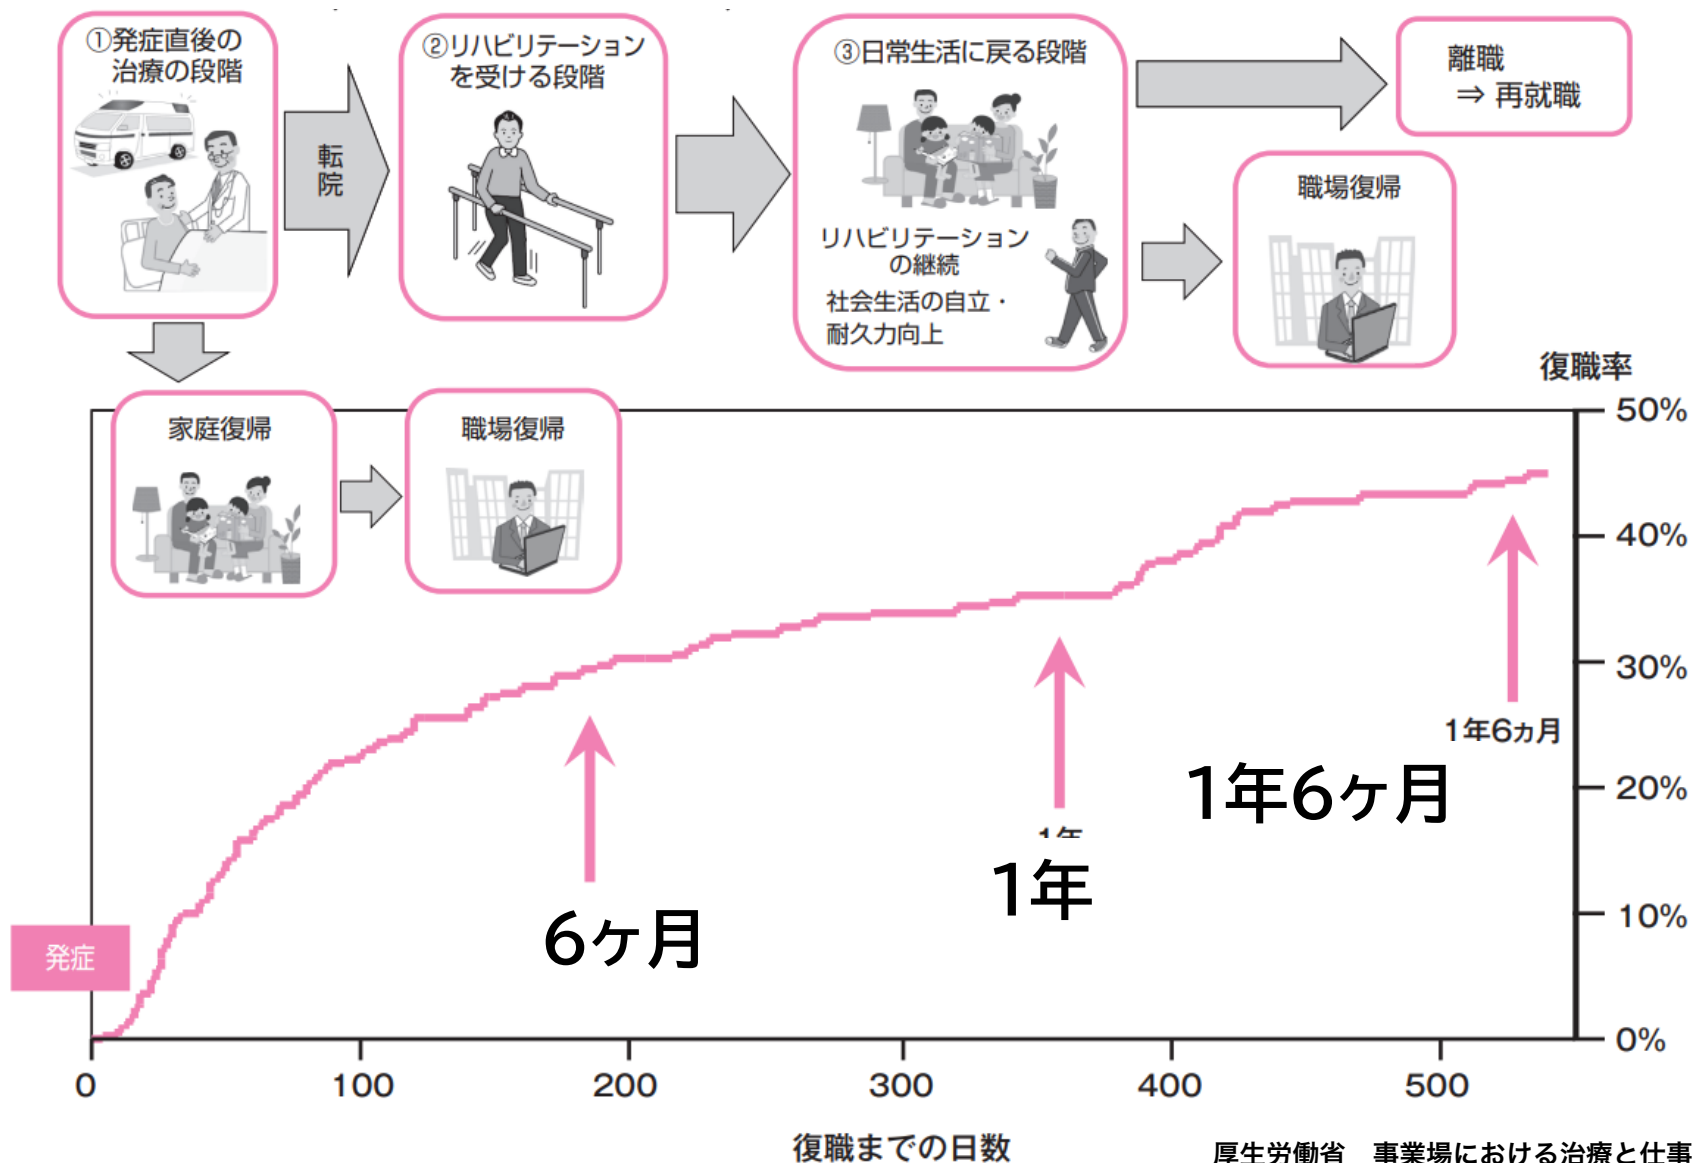 ①発症直後の
治療の段階
転院
②リハビリテーション
を受ける段階
③日常生活に戻る段階
リハビリテーション
の継続
社会生活の自立・
耐久力向上
離職
⇒ 再就職
職場復帰
家庭復帰
職場復帰
復職率
50%
40%
30%
20%
10%
0%
1年6ヵ月
1年6ヶ月
1年
1年
6ヶ月
発症
0
100
200
300
400
500
復職までの日数
厚生労働省 事業場における治療と仕事